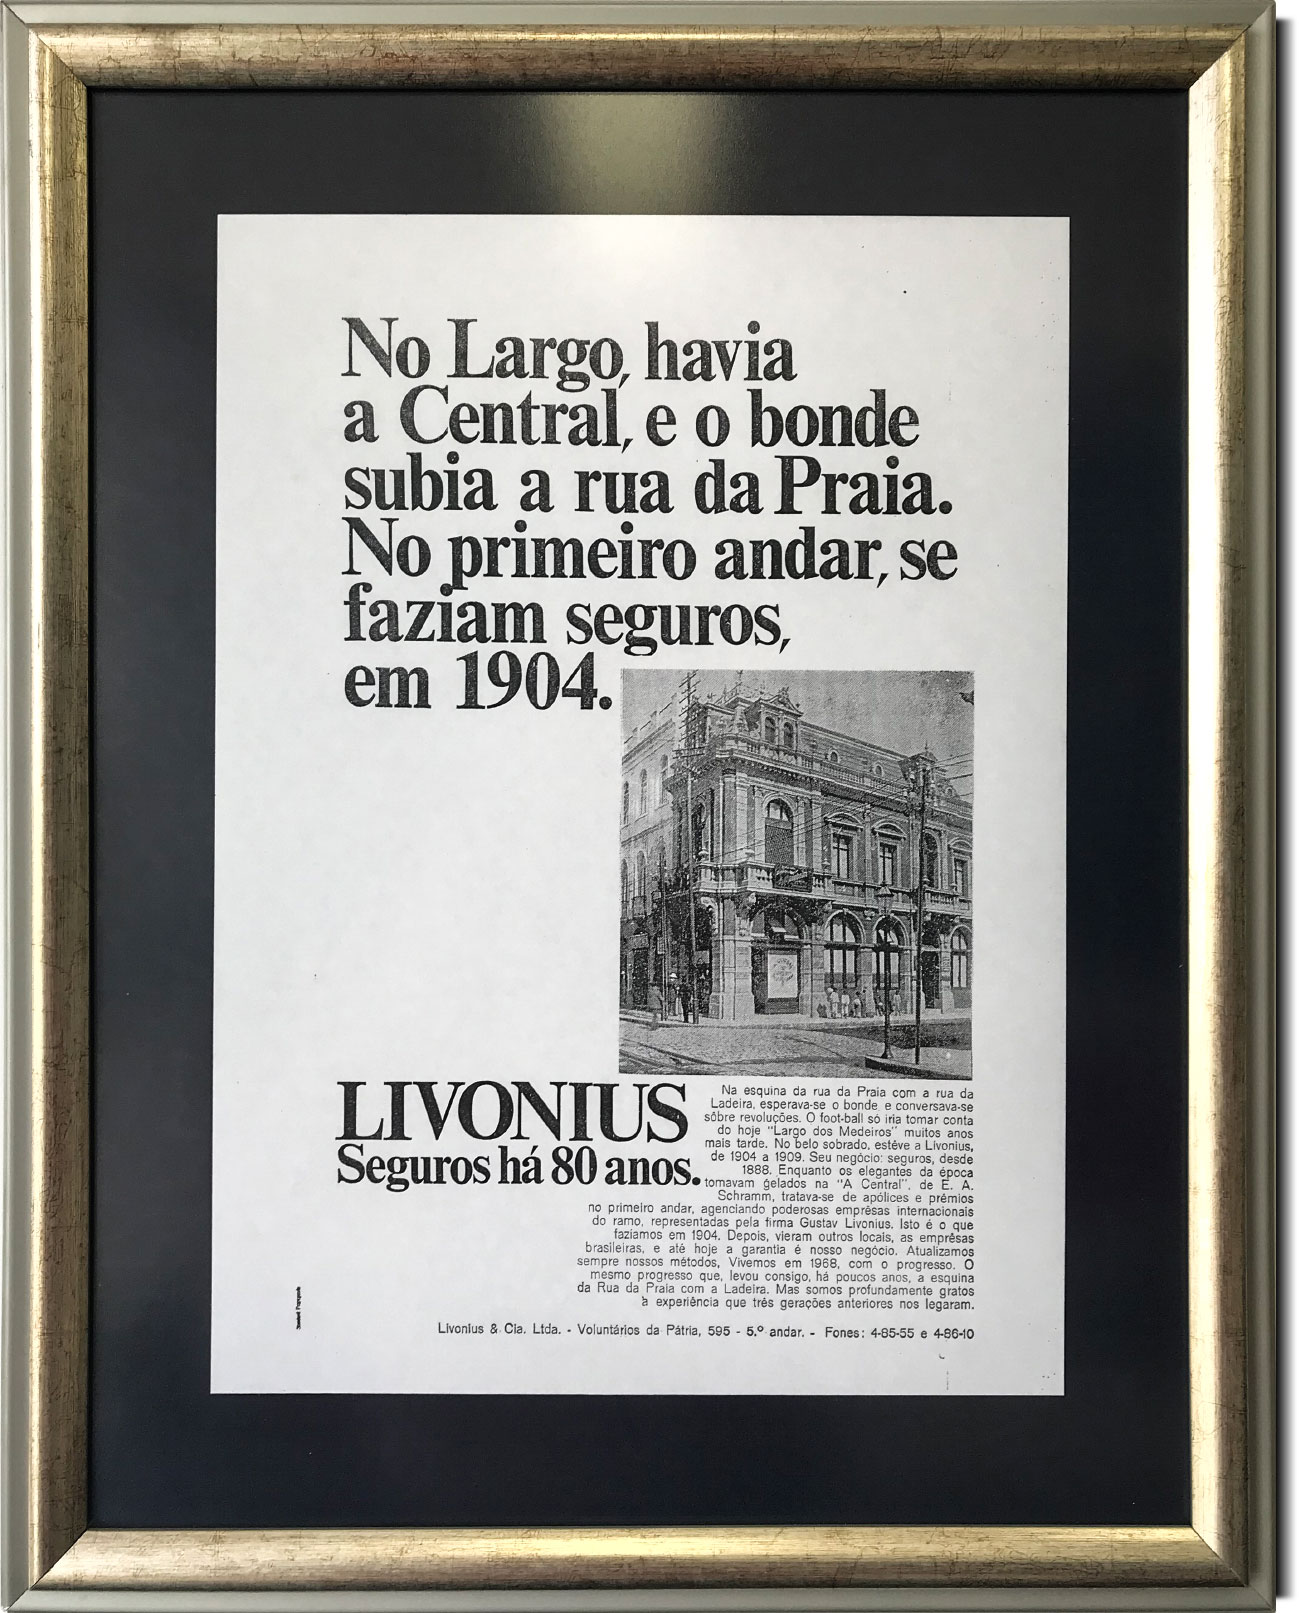 No Largo, havia
a Central, e o bonde
subia a rua da Praia.
No primeiro andar, se
faziam seguros,
em 1904.
LIVONIUS
Seguros há 80 anos.
Na esquina da rua da Praia com a rua da
Ladeira, esperava-se o bonde e conversava-se
sôbre revoluções. O foot-ball só iria tomar conta
do hoje "Largo dos Medeiros" muitos anos
mais tarde. No belo sobrado, estéve a Livonius,
de 1904 a 1909. Seu negócio: seguros, desde
1888. Enquanto os elegantes da época
tomavam gelados na "A Central", de E. A.
Schramm, tratava-se de apólices e prêmios
no primeiro andar, agenciando poderosas emprêsas internacionais
do ramo, representadas pela firma Gustav Livonius. Isto é o que
fazíamos em 1904. Depois, vieram outros locais, as emprêsas
brasileiras, e até hoje a garantia é nosso negócio. Atualizamos
sempre nossos métodos, Vivemos em 1968, com o progresso. O
mesmo progresso que, levou consigo, há poucos anos, a esquina
da Rua da Praia com a Ladeira. Mas somos profundamente gratos
à experiência que três gerações anteriores nos legaram.
Livonius & Cia. Ltda. - Voluntários da Pátria, 595 - 5.º andar. - Fones: 4-85-55 e 4-86-10